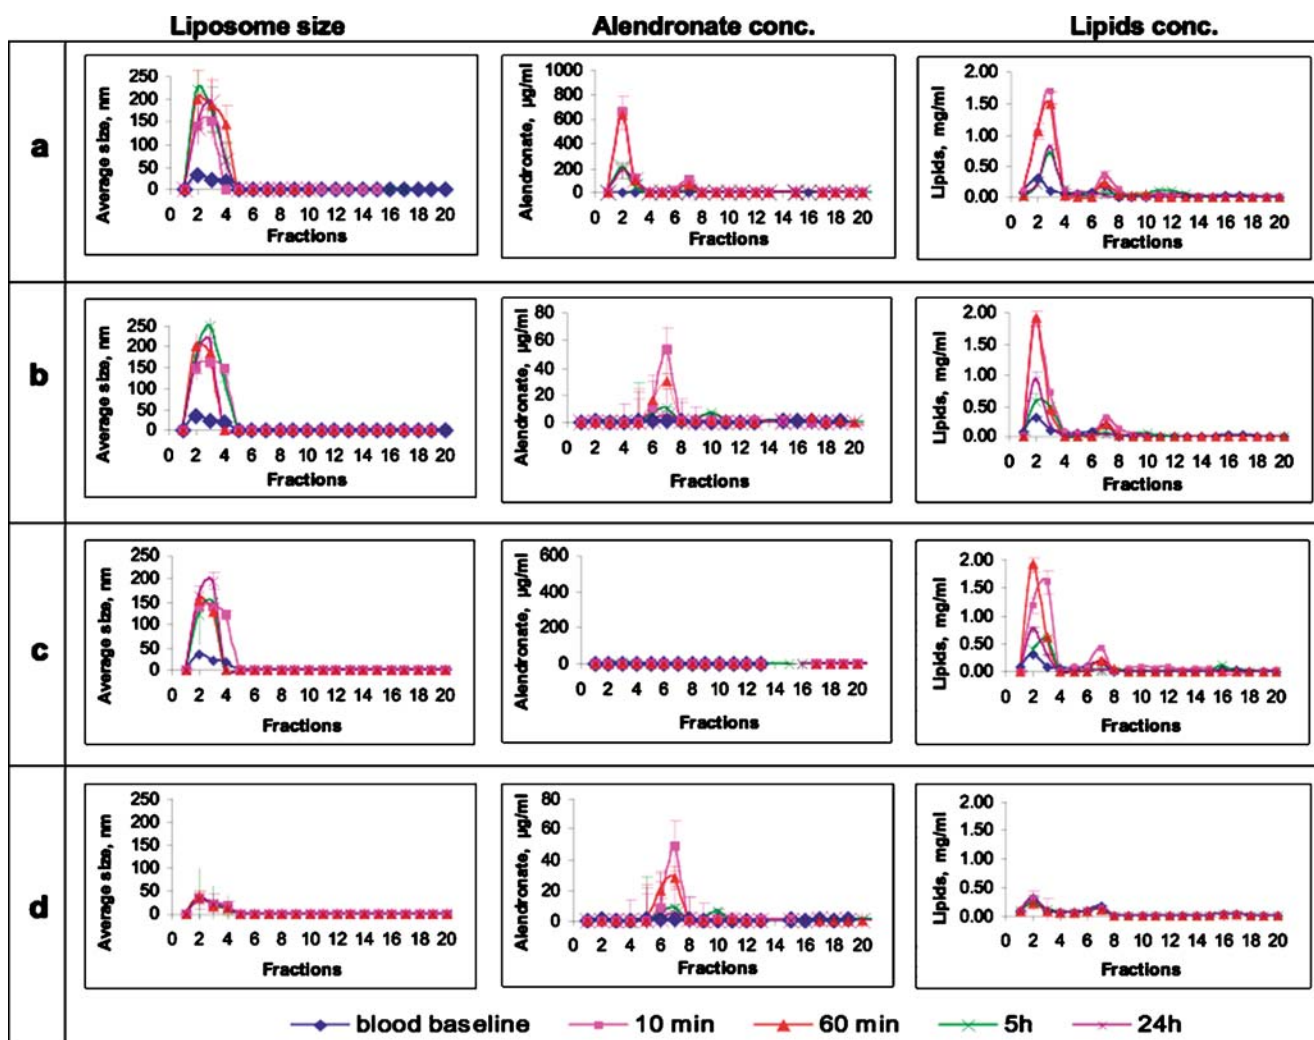 Liposome size Alendronate conc. Lipids conc.
a
Average size, nm
250
200
150
100
50
0
0 2 4 6 8 10 12 14 16 18 20
Fractions
Alendronate, µg/ml
1000
800
600
400
200
0
0 2 4 6 8 10 12 14 16 18 20
Fractions
Lipids, mg/ml
2.00
1.50
1.00
0.50
0.00
0 2 4 6 8 10 12 14 16 18 20
Fractions
b
Average size, nm
250
200
150
100
50
0
0 2 4 6 8 10 12 14 16 18 20
Fractions
Alendronate, µg/ml
80
60
40
20
0
0 2 4 6 8 10 12 14 16 18 20
Fractions
Lipids, mg/ml
2.00
1.50
1.00
0.50
0.00
0 2 4 6 8 10 12 14 16 18 20
Fractions
c
Average size, nm
250
200
150
100
50
0
0 2 4 6 8 10 12 14 16 18 20
Fractions
Alendronate, µg/ml
600
400
200
0
0 2 4 6 8 10 12 14 16 18 20
Fractions
Lipids, mg/ml
2.00
1.50
1.00
0.50
0.00
0 2 4 6 8 10 12 14 16 18 20
Fractions
d
Average size, nm
250
200
150
100
50
0
0 2 4 6 8 10 12 14 16 18 20
Fractions
Alendronate, µg/ml
80
60
40
20
0
0 2 4 6 8 10 12 14 16 18 20
Fractions
Lipids, mg/ml
2.00
1.50
1.00
0.50
0.00
0 2 4 6 8 10 12 14 16 18 20
Fractions
blood baseline 10 min 60 min 5h 24h